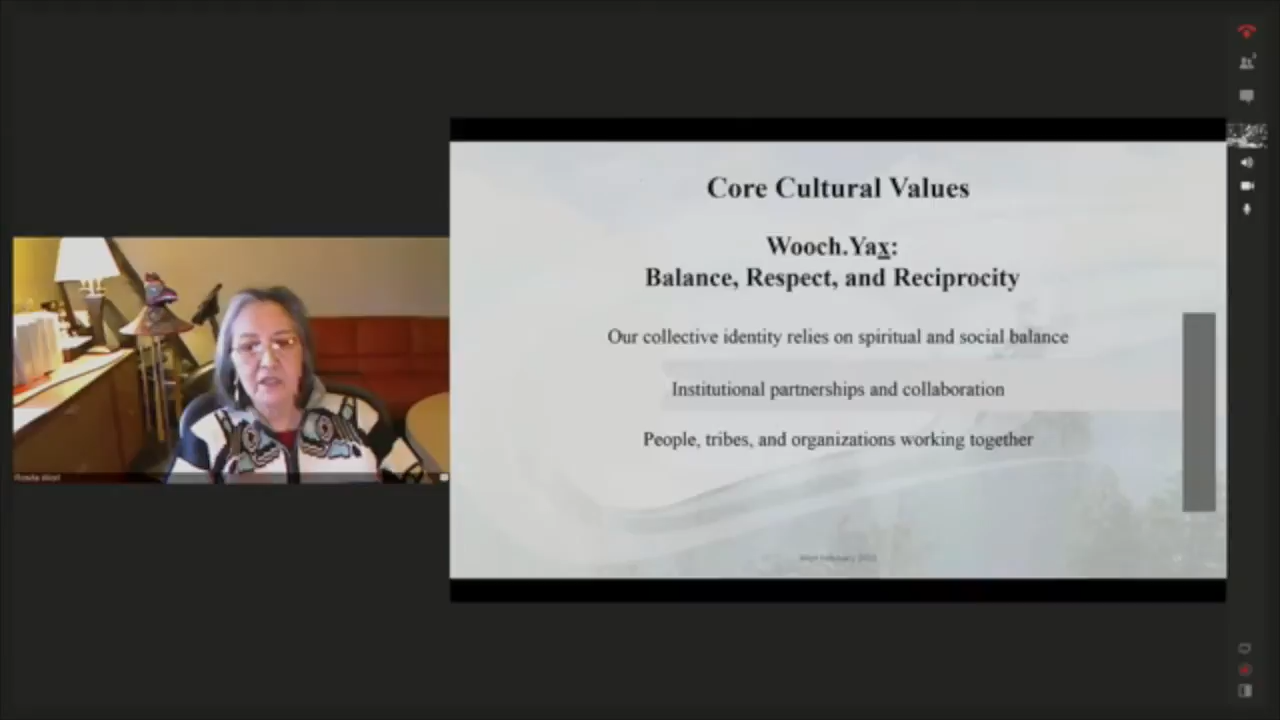 Core Cultural Values
Wooch.Yax:
Balance, Respect, and Reciprocity
Our collective identity relies on spiritual and social balance
Institutional partnerships and collaboration
People, tribes, and organizations working together